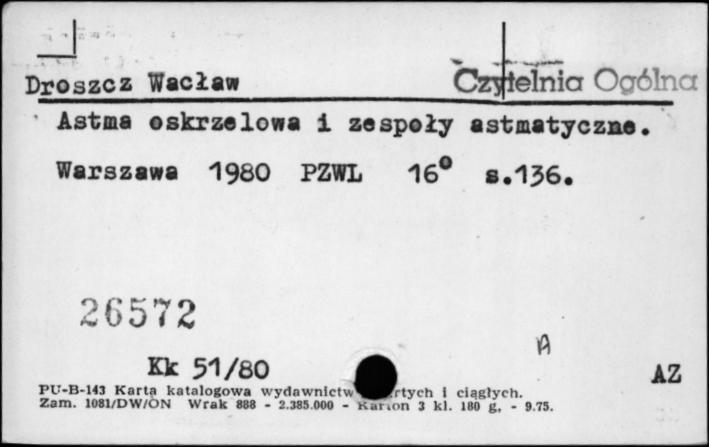 Droszcz Wacław Czytelnia Ogólna
Astma oskrzelowa i zespoły astmatyczne.
Warszawa 1980 PZWL 16° s.136.
26572
A
Kk 51/80 AZ
PU-B-143 Karta katalogowa wydawnictw i ciągłych.
Zam. 1081/DW/ON Wrak 888 - 2.385.000 - Karton 3 kl. 180 g, - 9.75.